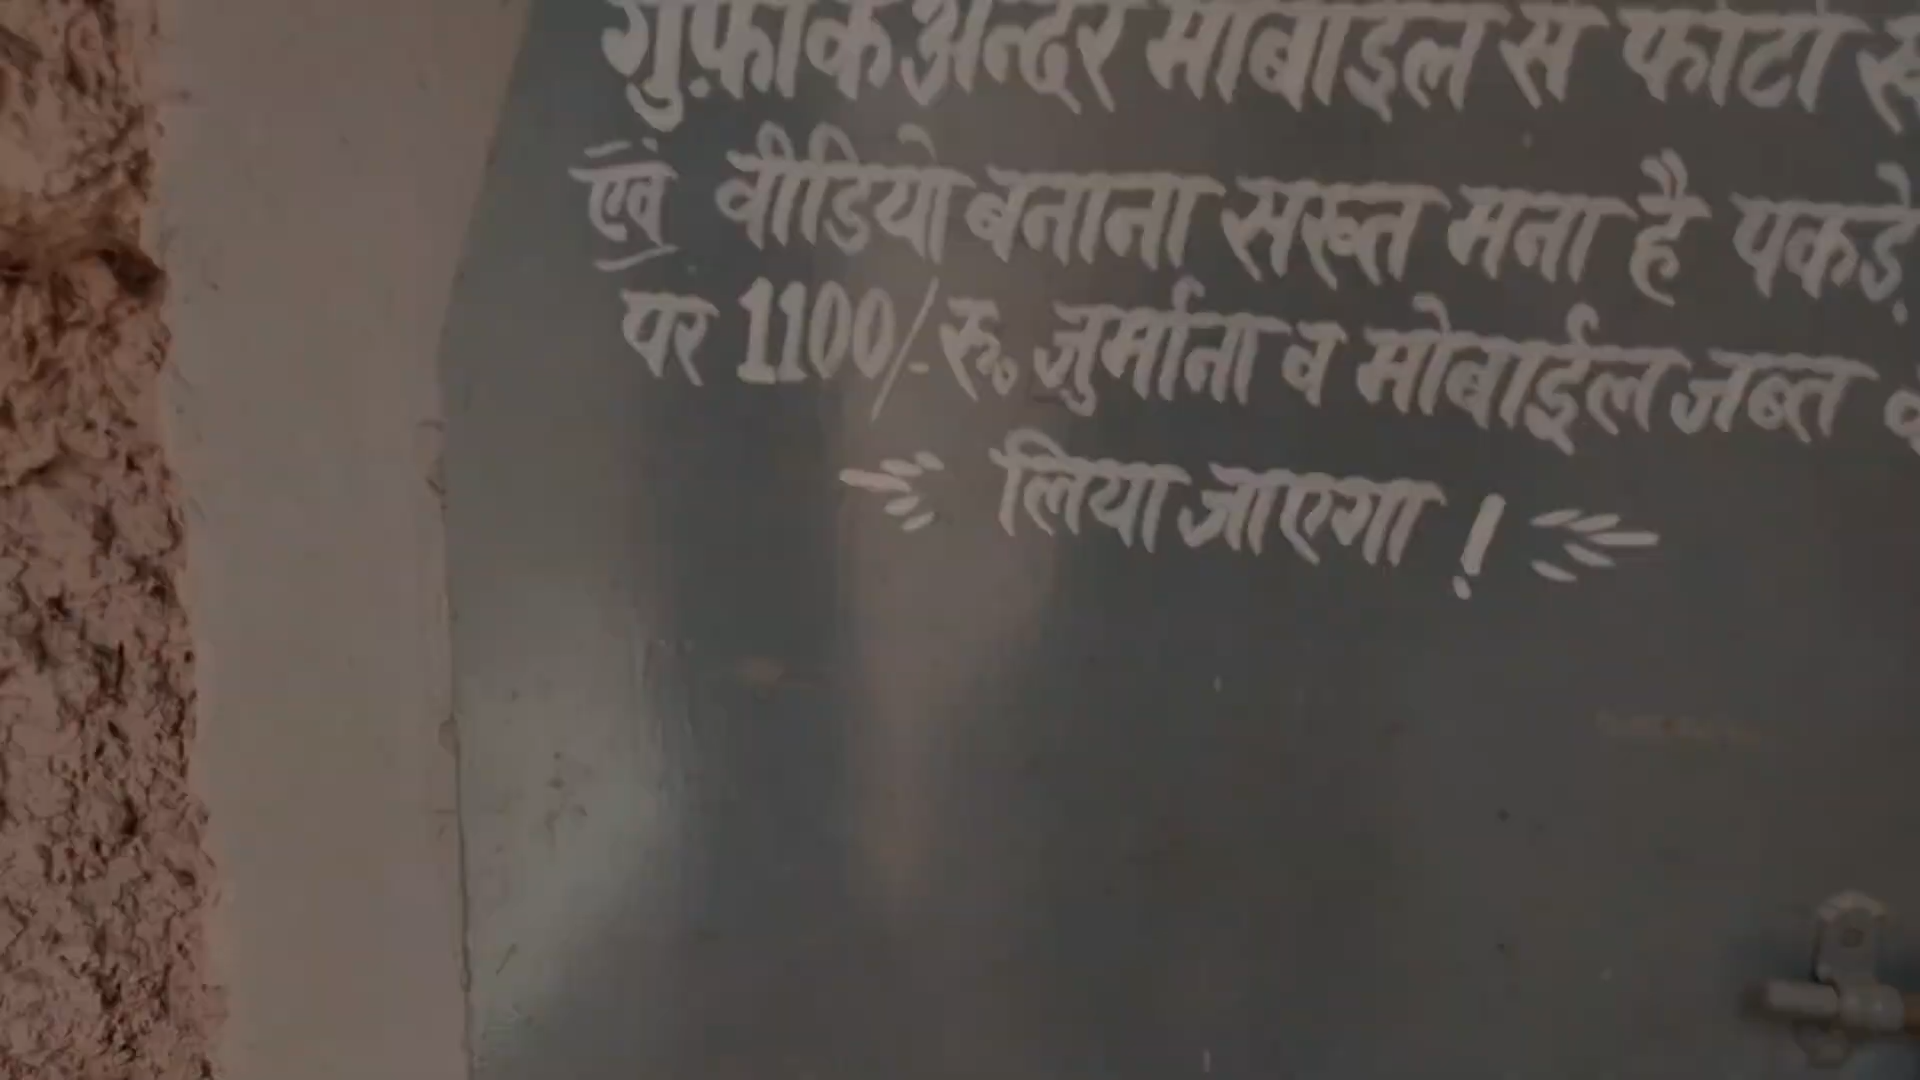 गुफा के अन्दर मोबाइल से फोटो
एवं वीडियो बनाना सख्त मना है पकड़े
पर 1100/- रु. जुर्माना व मोबाईल जब्त
लिया जाएगा !